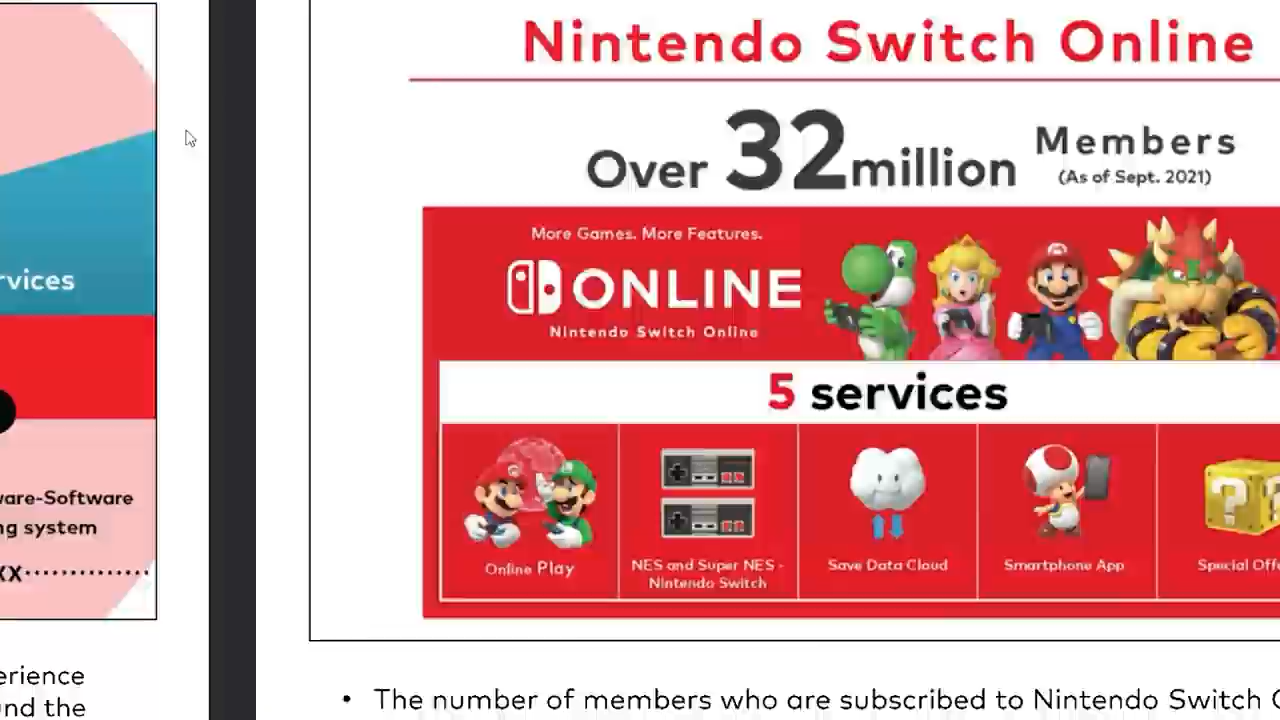 rvices
ware-Software
ng system
XX
erience
und the
Nintendo Switch Online
Over 32 million
Members
(As of Sept. 2021)
More Games. More Features.
ONLINE
Nintendo Switch Online
5 services
Online Play
NES and Super NES -
Nintendo Switch
Save Data Cloud
Smartphone App
Special Offe
• The number of members who are subscribed to Nintendo Switch O